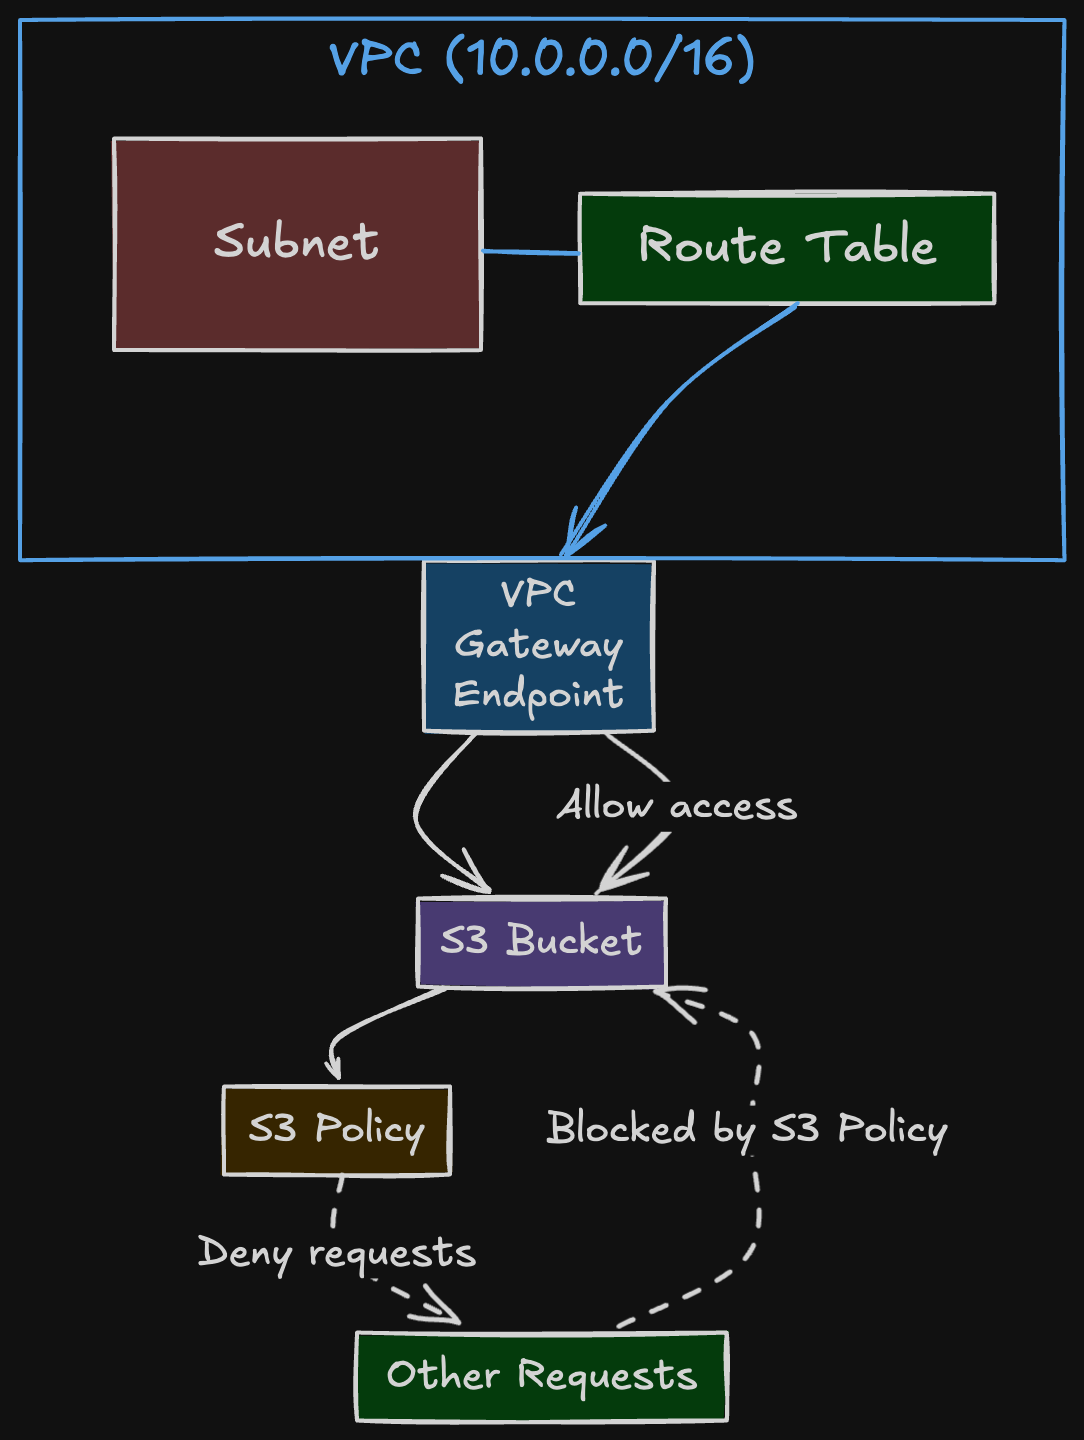 VPC (10.0.0.0/16)
Subnet
Route Table
VPC
Gateway
Endpoint
Allow access
S3 Bucket
S3 Policy
Blocked by S3 Policy
Deny requests
Other Requests